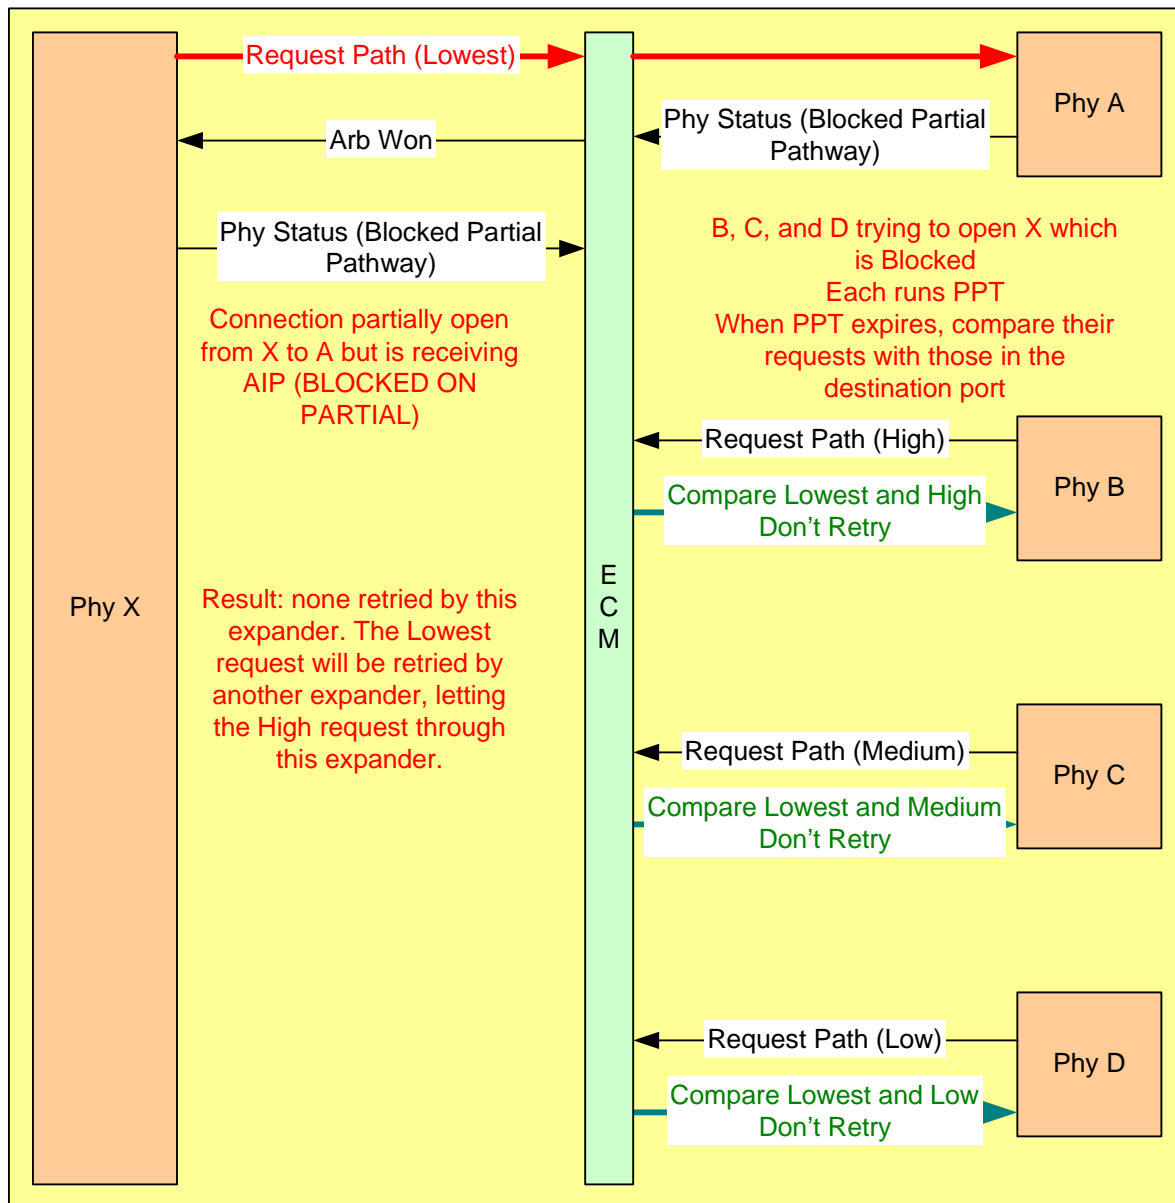 Request Path (Lowest)
Phy A
Phy Status (Blocked Partial
Pathway)
Arb Won
Phy Status (Blocked Partial
Pathway)
B, C, and D trying to open X which
is Blocked
Each runs PPT
When PPT expires, compare their
requests with those in the
destination port
Connection partially open
from X to A but is receiving
AIP (BLOCKED ON
PARTIAL)
Request Path (High)
Compare Lowest and High
Don't Retry
Phy B
Phy X
E
C
M
Result: none retried by this
expander. The Lowest
request will be retried by
another expander, letting
the High request through
this expander.
Request Path (Medium)
Compare Lowest and Medium
Don't Retry
Phy C
Request Path (Low)
Compare Lowest and Low
Don't Retry
Phy D